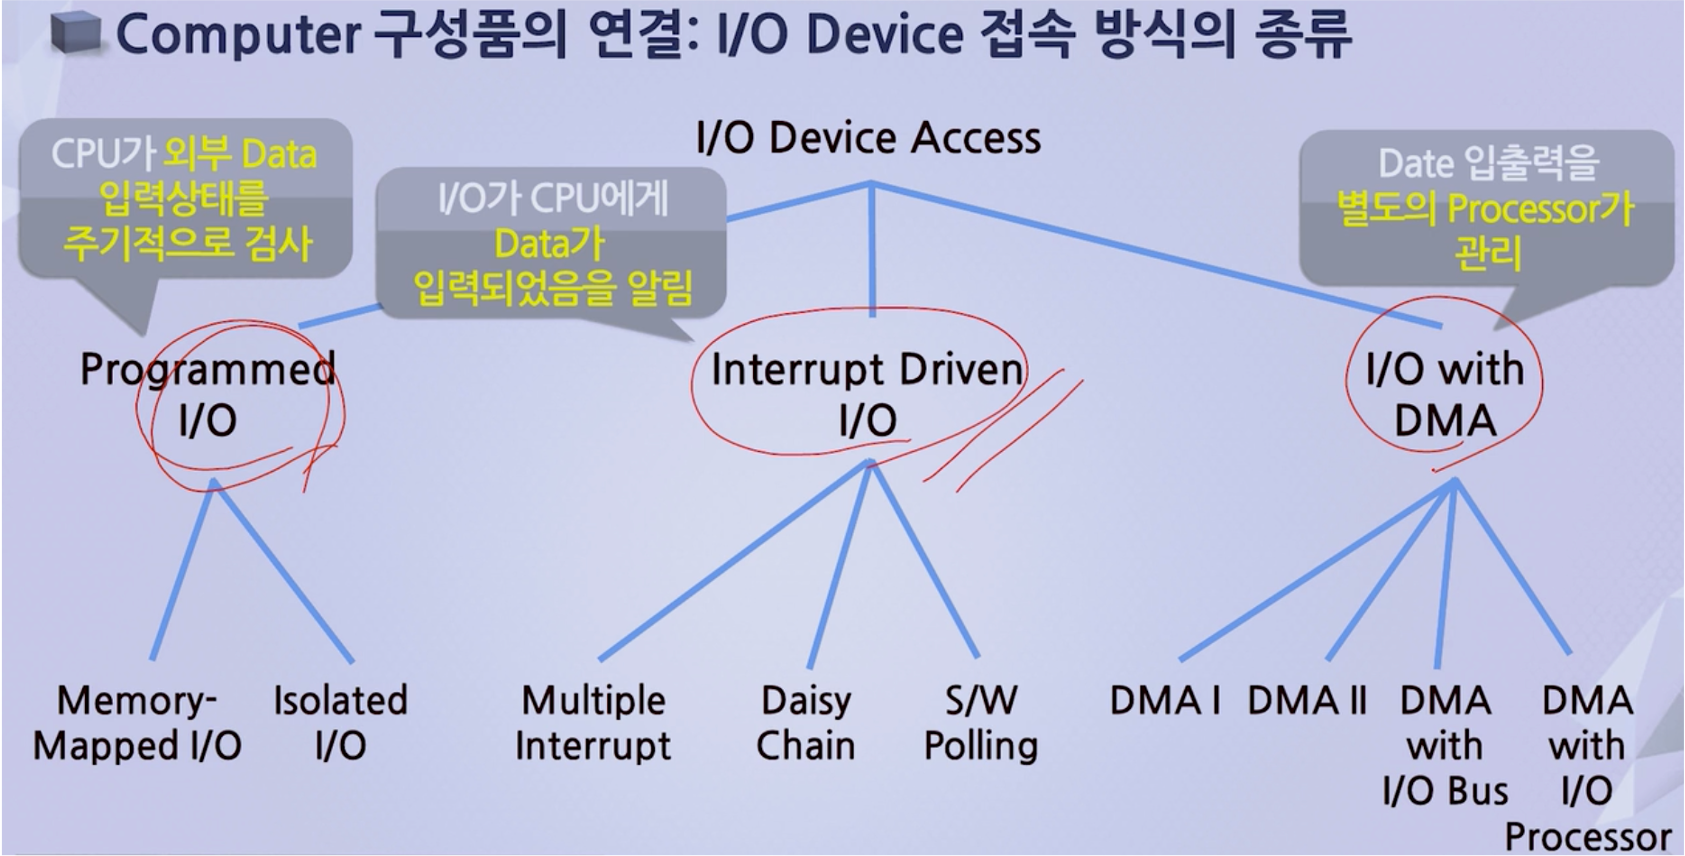 Computer 구성품의 연결: I/O Device 접속 방식의 종류
I/O Device Access
CPU가 외부 Data
입력상태를
주기적으로 검사
I/O가 CPU에게
Data가
입력되었음을 알림
Date 입출력을
별도의 Processor가
관리
Programmed
I/O
Interrupt Driven
I/O
I/O with
DMA
Memory-
Mapped I/O
Isolated
I/O
Multiple
Interrupt
Daisy
Chain
S/W
Polling
DMA I
DMA II
DMA
with
I/O Bus
DMA
with
I/O
Processor